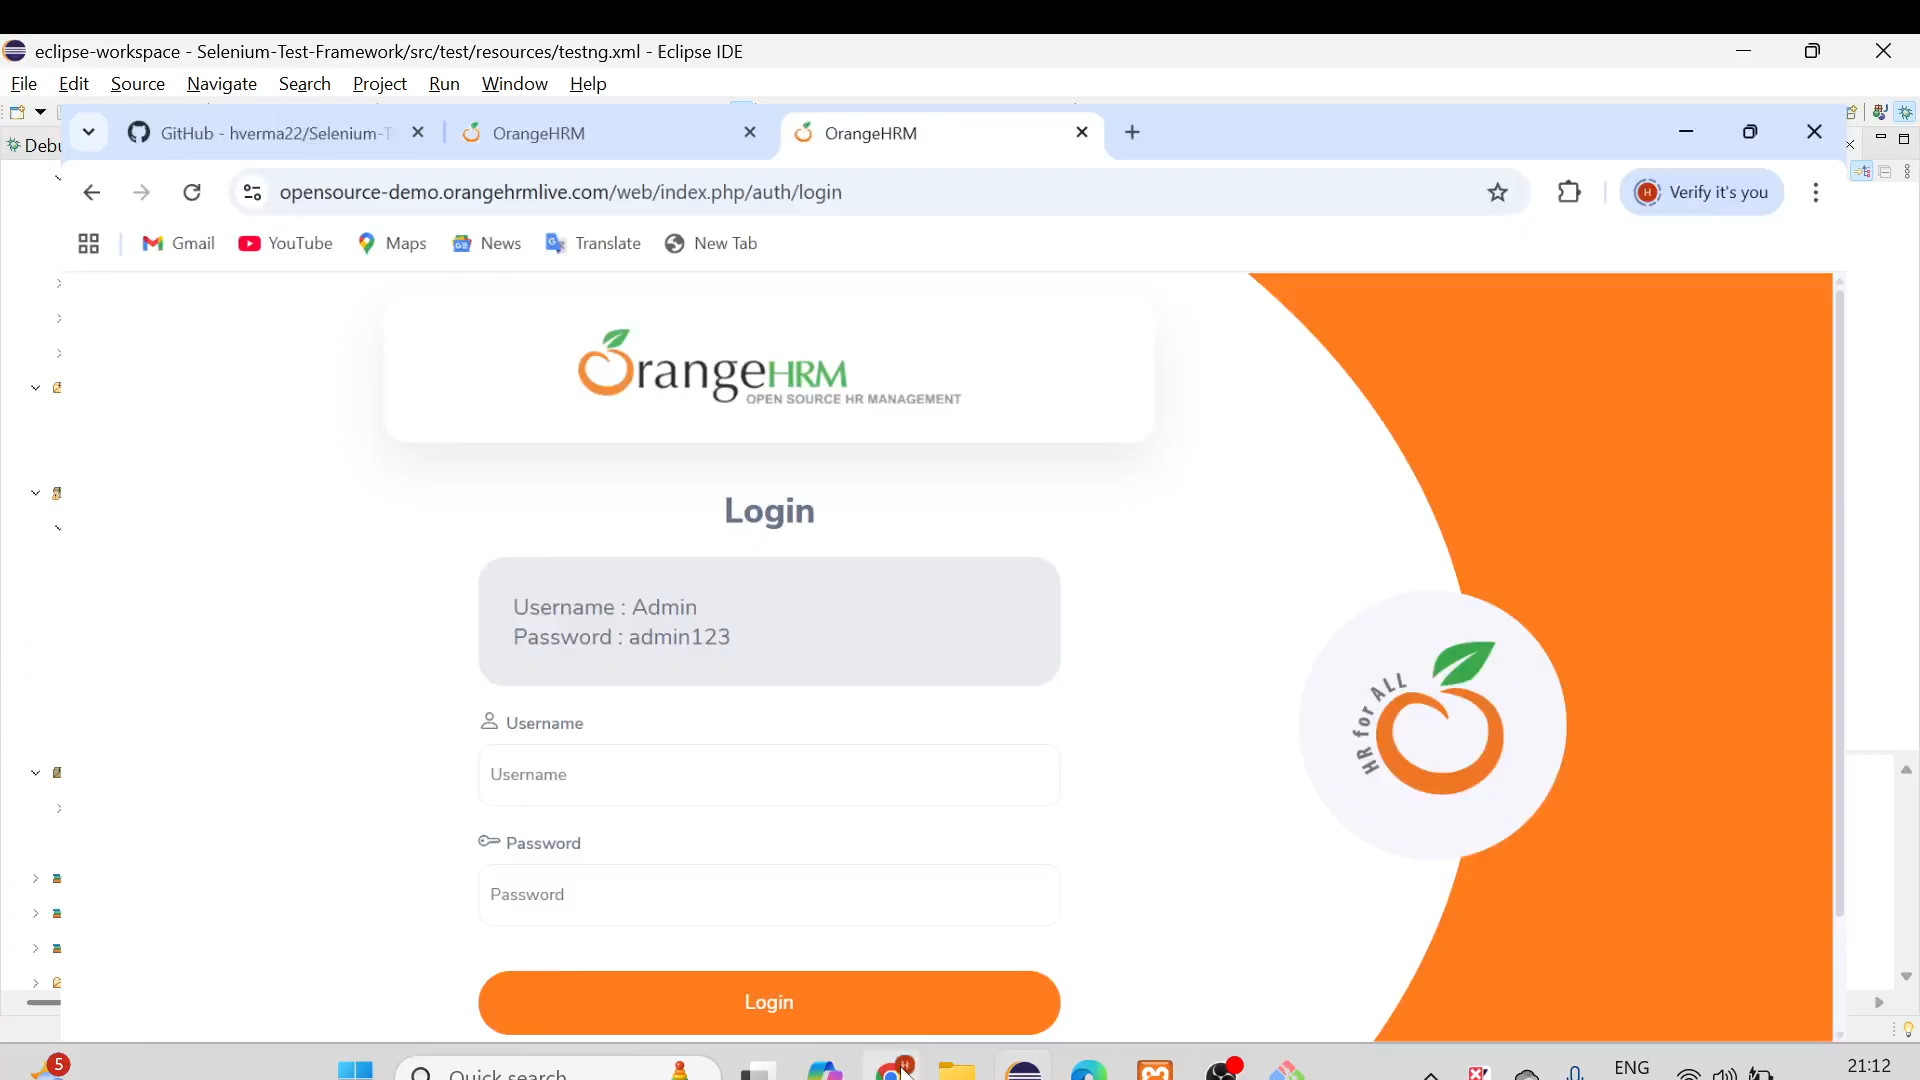 eclipse-workspace - Selenium-Test-Framework/src/test/resources/testng.xml - Eclipse IDE
File Edit Source Navigate Search Project Run Window Help
GitHub - hverma22/Selenium-T
OrangeHRM
OrangeHRM
Debu
opensource-demo.orangehrmlive.com/web/index.php/auth/login
H
Verify it's you
Gmail YouTube Maps News Translate New Tab
OrangeHRM
OPEN SOURCE HR MANAGEMENT
Login
Username : Admin
Password : admin123
Username
Username
Password
Password
Login
HR for ALL
5
Quick search
H
ENG
21:12